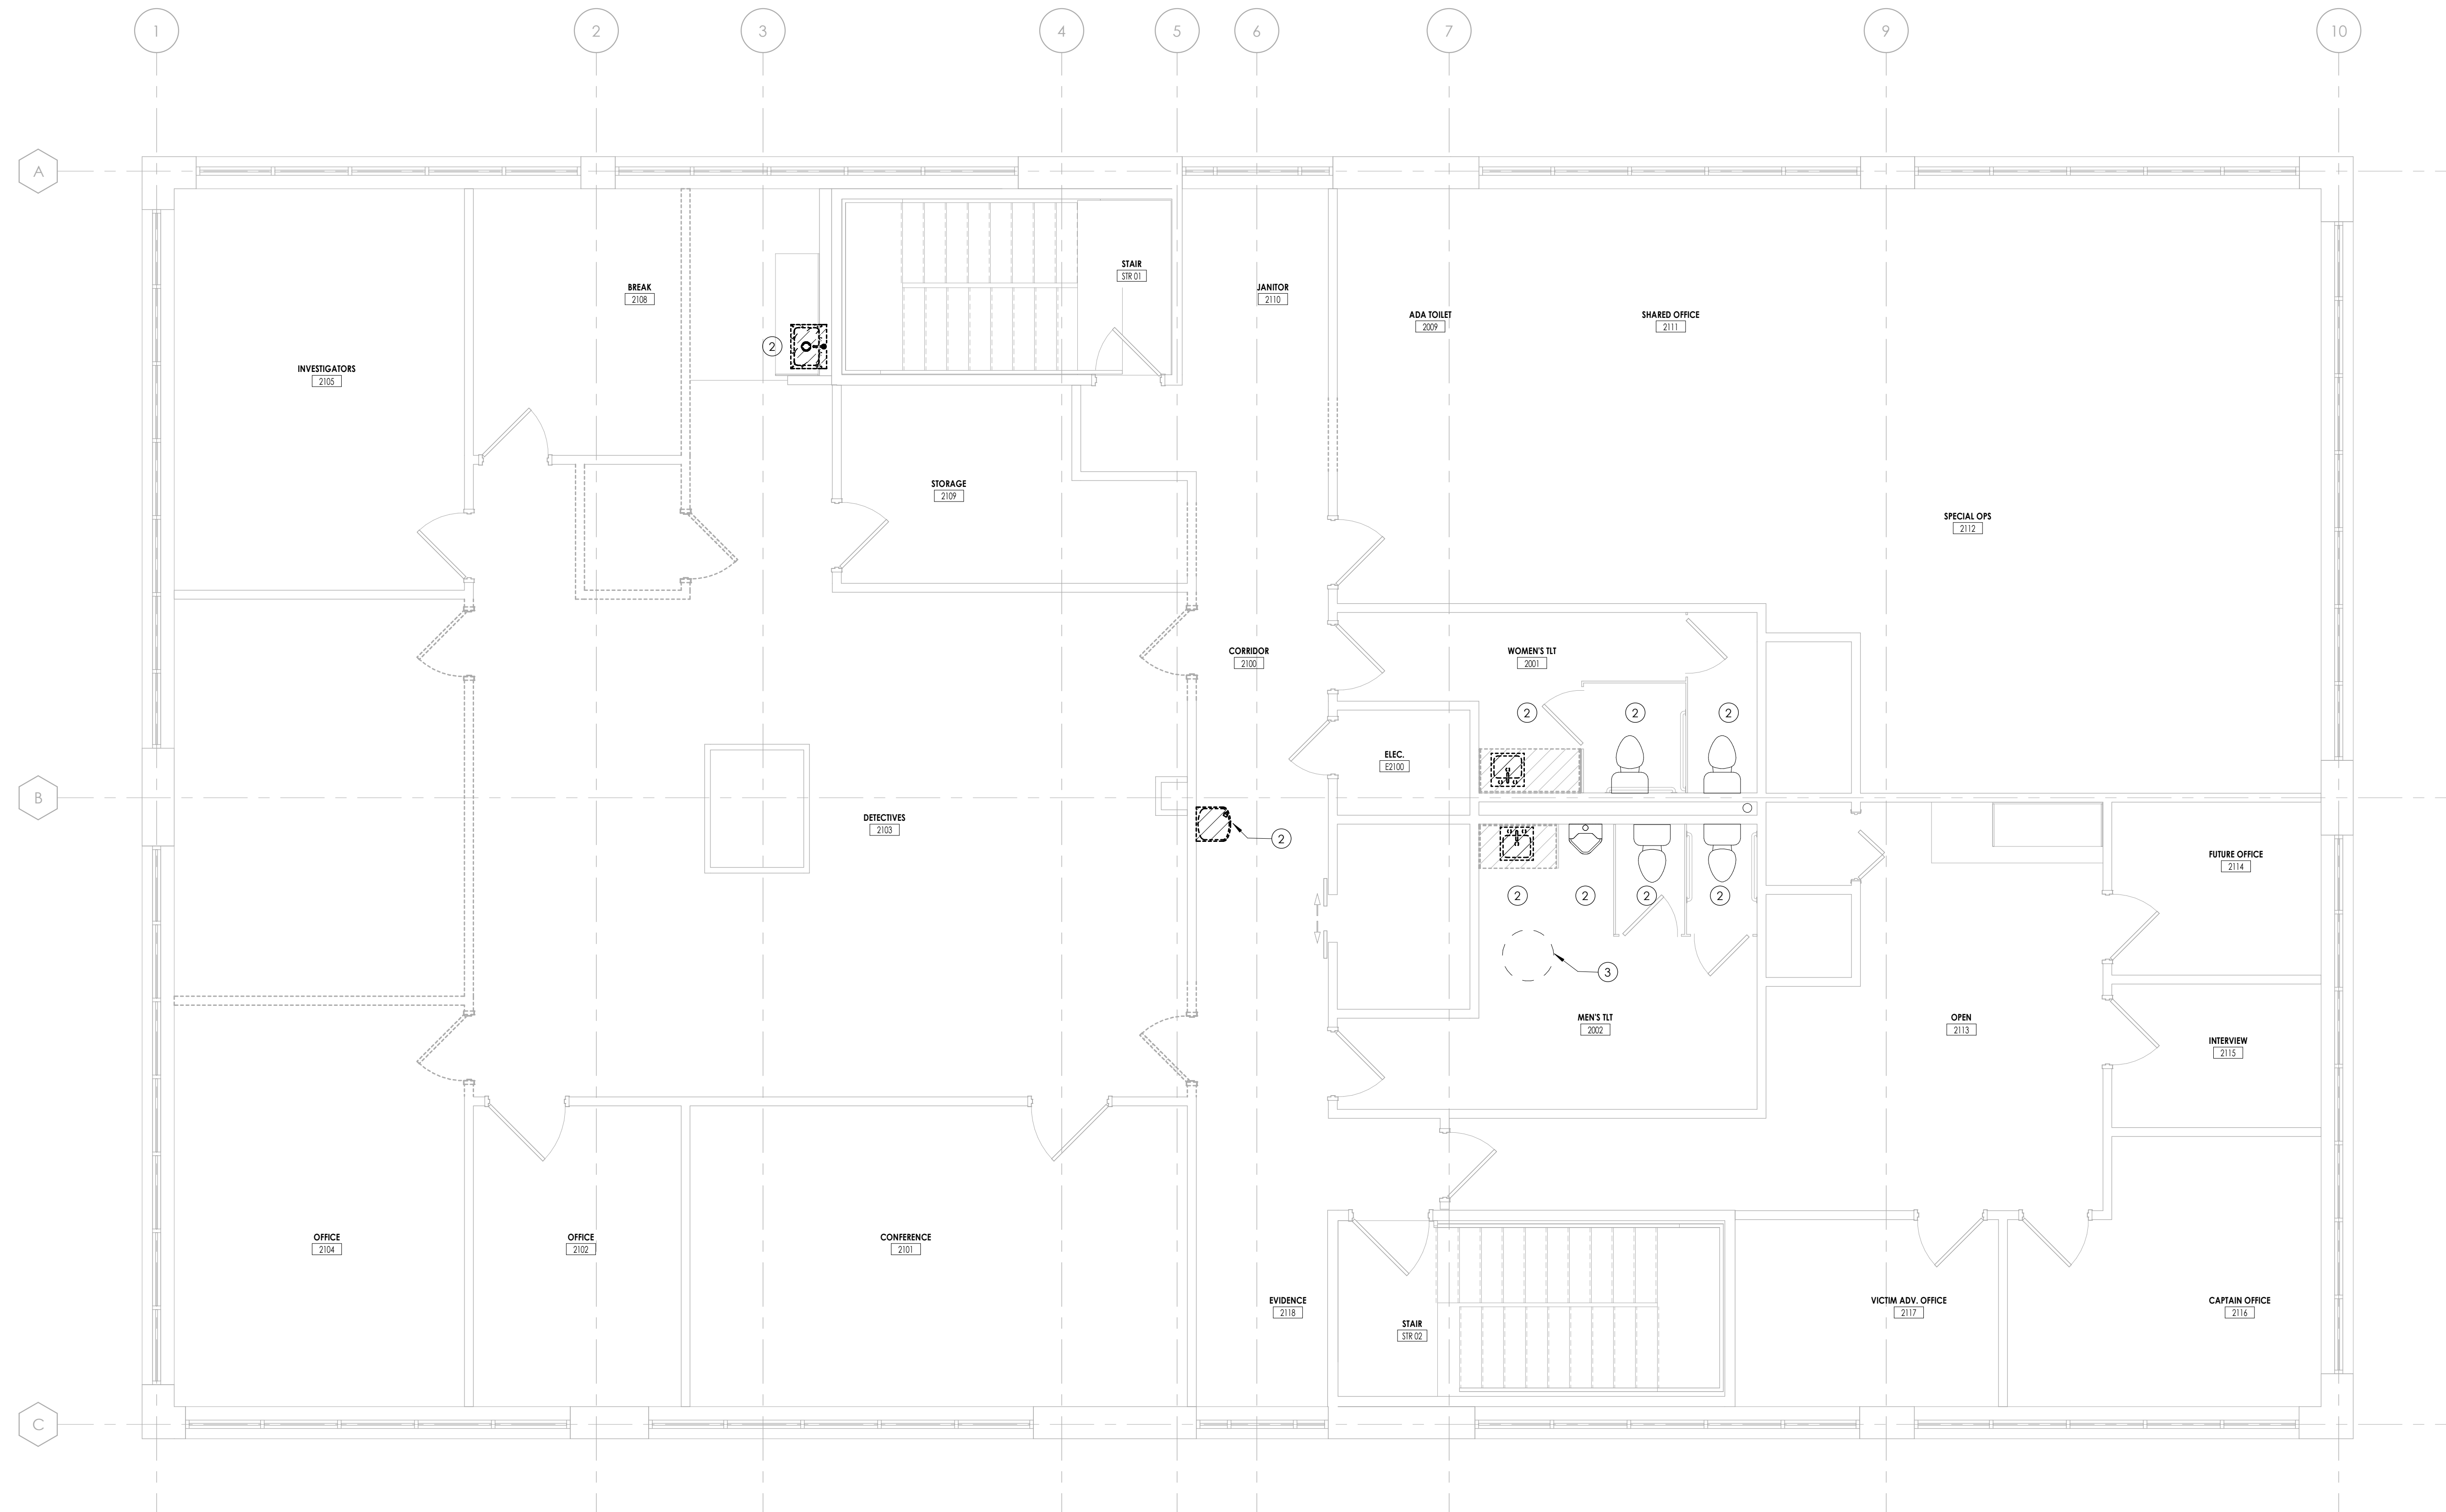 1
2
3
4
5
6
7
9
10
A
STAIR
STR 01
BREAK
2108
JANITOR
2110
ADA TOILET
2009
SHARED OFFICE
2111
2
INVESTIGATORS
2105
STORAGE
2109
SPECIAL OPS
2112
CORRIDOR
2100
WOMEN'S TLT
2001
2
2
2
ELEC.
E2100
B
DETECTIVES
2103
2
FUTURE OFFICE
2114
2
2
2
2
3
MEN'S TLT
2002
OPEN
2113
INTERVIEW
2115
OFFICE
2104
OFFICE
2102
CONFERENCE
2101
EVIDENCE
2118
STAIR
STR 02
VICTIM ADV. OFFICE
2117
CAPTAIN OFFICE
2116
C